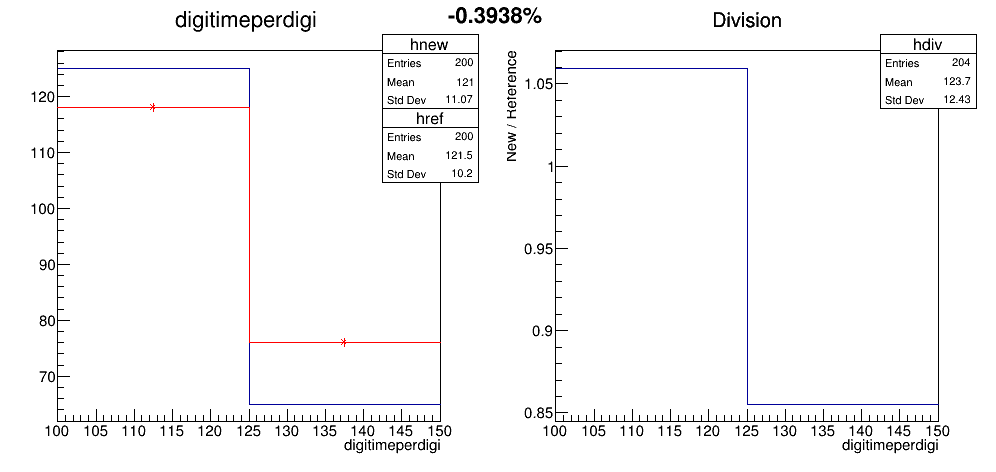 digitimeperdigi
-0.3938%
Division
hnew
Entries 200
Mean 121
Std Dev 11.07
href
Entries 200
Mean 121.5
Std Dev 10.2
120
110
100
90
80
70
100 105 110 115 120 125 130 135 140 145 150
digitimeperdigi
hdiv
Entries 204
Mean 123.7
Std Dev 12.43
New / Reference
1.05
1
0.95
0.9
0.85
100 105 110 115 120 125 130 135 140 145 150
digitimeperdigi